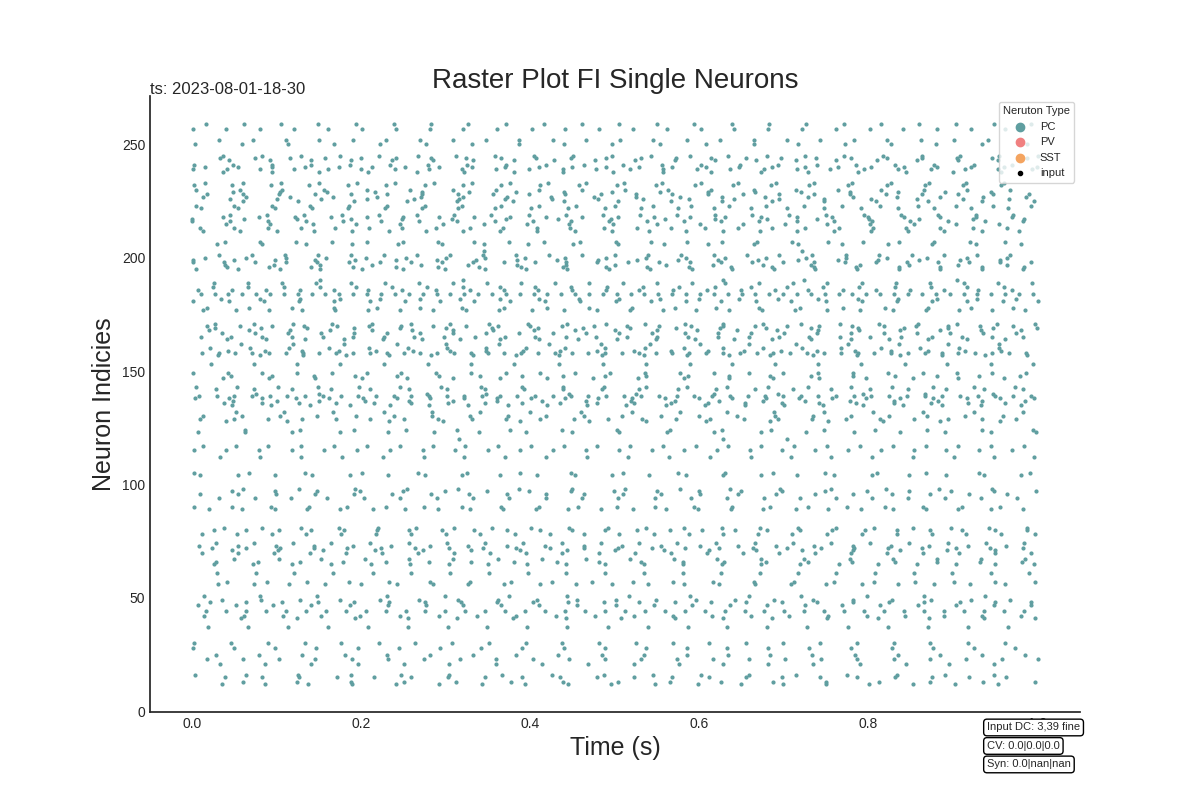 Raster Plot FI Single Neurons
ts: 2023-08-01-18-30
Neruton Type
PC
PV
SST
input
250
200
150
100
50
0
Neuron Indicies
0.0 0.2 0.4 0.6 0.8
Time (s)
Input DC: 3,39 fine
CV: 0.0|0.0|0.0
Syn: 0.0|nan|nan